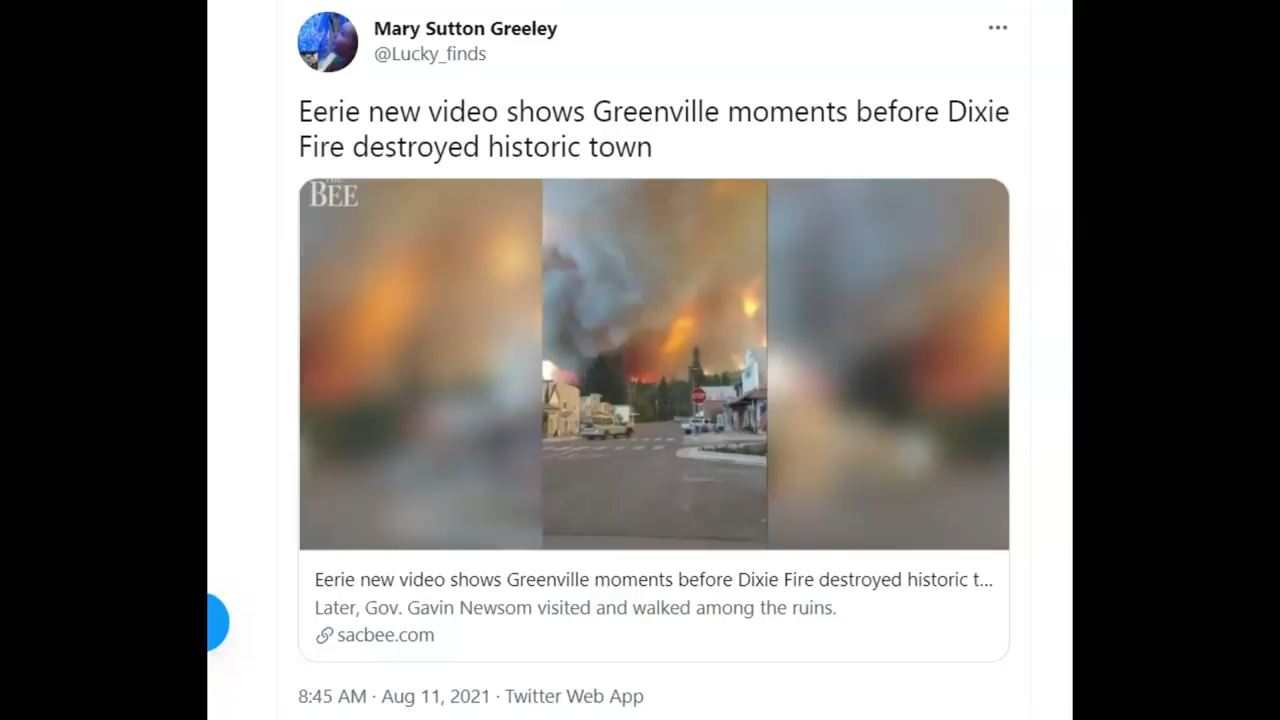 Mary Sutton Greeley
@Lucky_finds
Eerie new video shows Greenville moments before Dixie
Fire destroyed historic town
BEE
STOP
Eerie new video shows Greenville moments before Dixie Fire destroyed historic t...
Later, Gov. Gavin Newsom visited and walked among the ruins.
sacbee.com
8:45 AM · Aug 11, 2021 · Twitter Web App